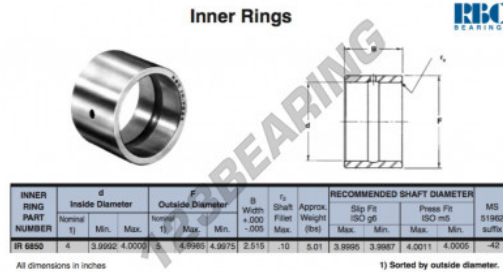 Inner Rings
RBC
BEARINGS
123BEARING
B
d
F
INNER RING PART NUMBER
d Inside Diameter
F Outside Diameter
B Width +.000 -.005
Shaft Fillet Max.
Approx. Weight (lbs)
RECOMMENDED SHAFT DIAMETER
Slip Fit ISO g6
Press Fit ISO m5
MS 51962 suffix
Nominal 1) Min. Max. Nominal 1) Max. Min. Max. Min. Max. Min.
IR 6850 4 3.9992 4.0000 5 4.9985 4.9975 2.515 .10 5.01 3.9995 3.9987 4.0011 4.0005 -42
All dimensions in inches
1) Sorted by outside diameter.